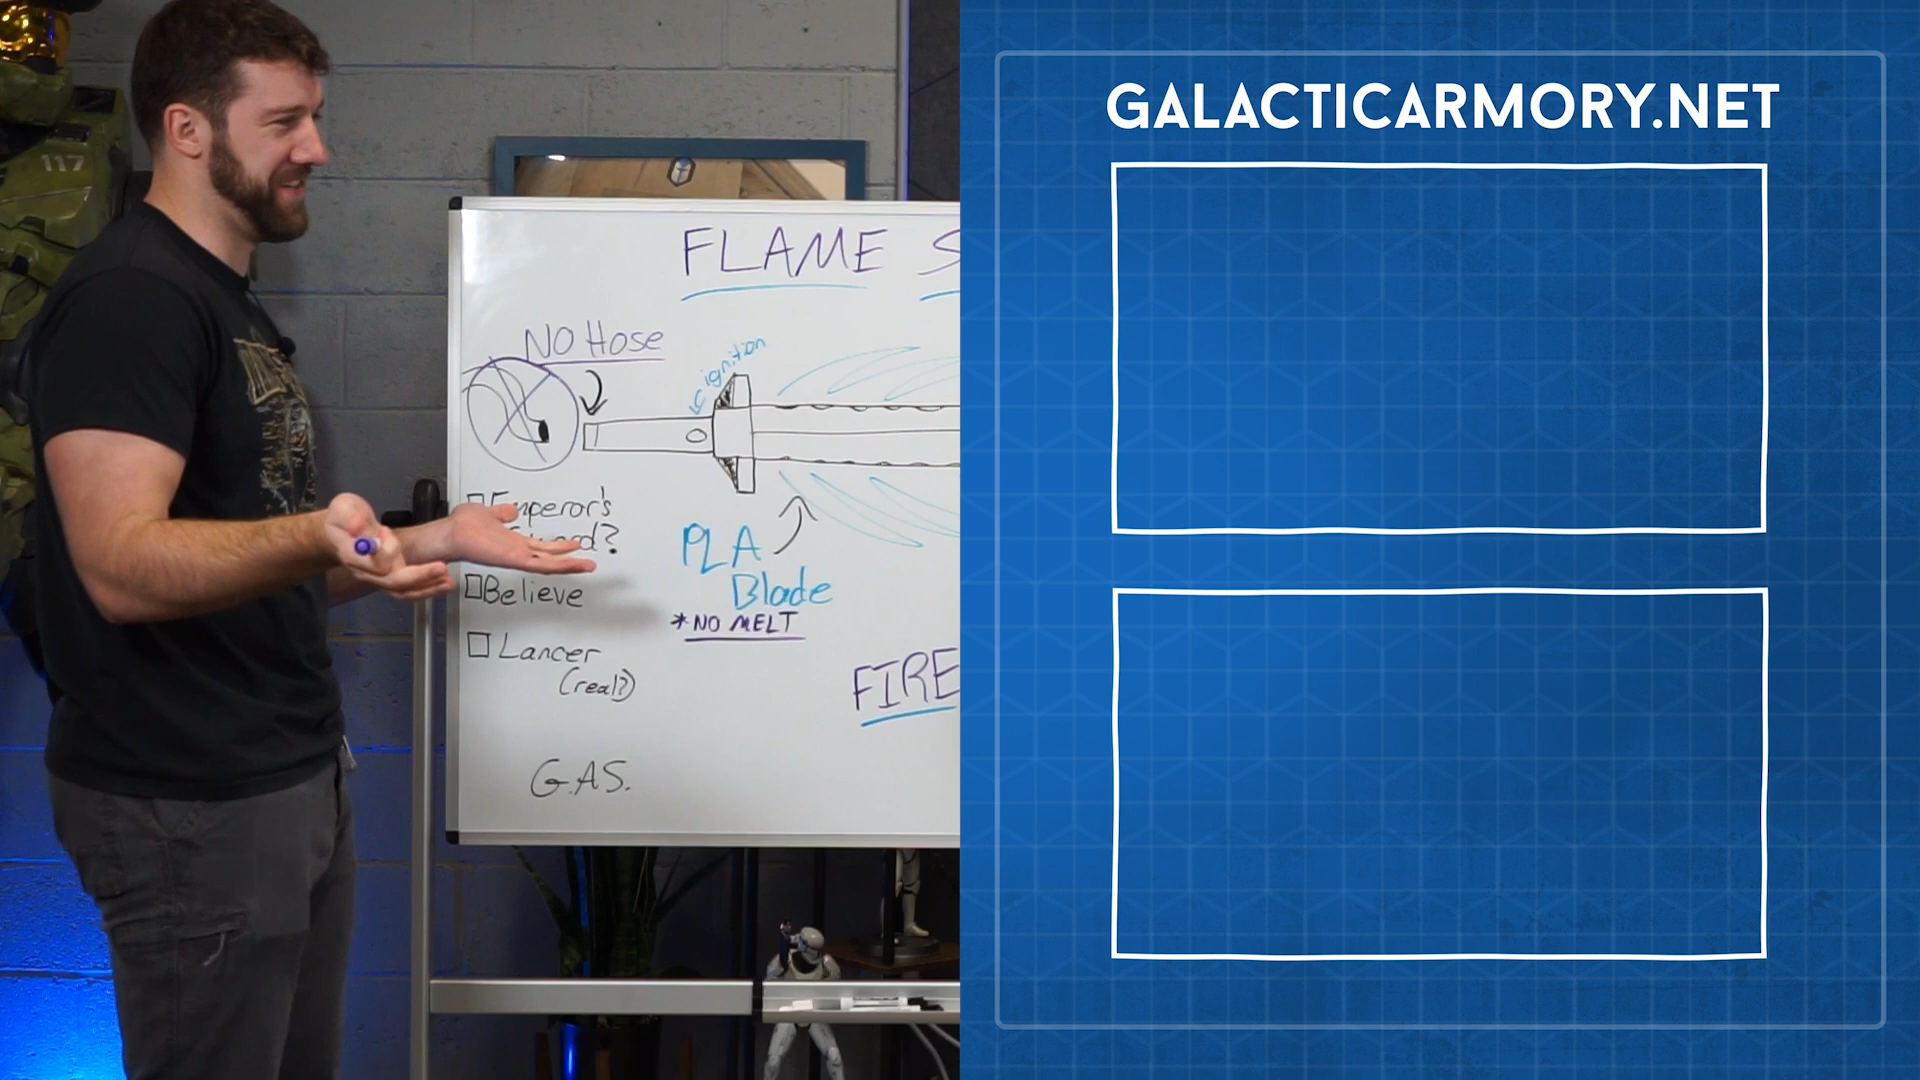 GALACTICARMORY.NET
117
FLAME S
NO Hose
ignition
Emperor's
?
Believe
Lancer
(real?)
G.A.S.
PLA
Blade
*NO MELT
FIRE